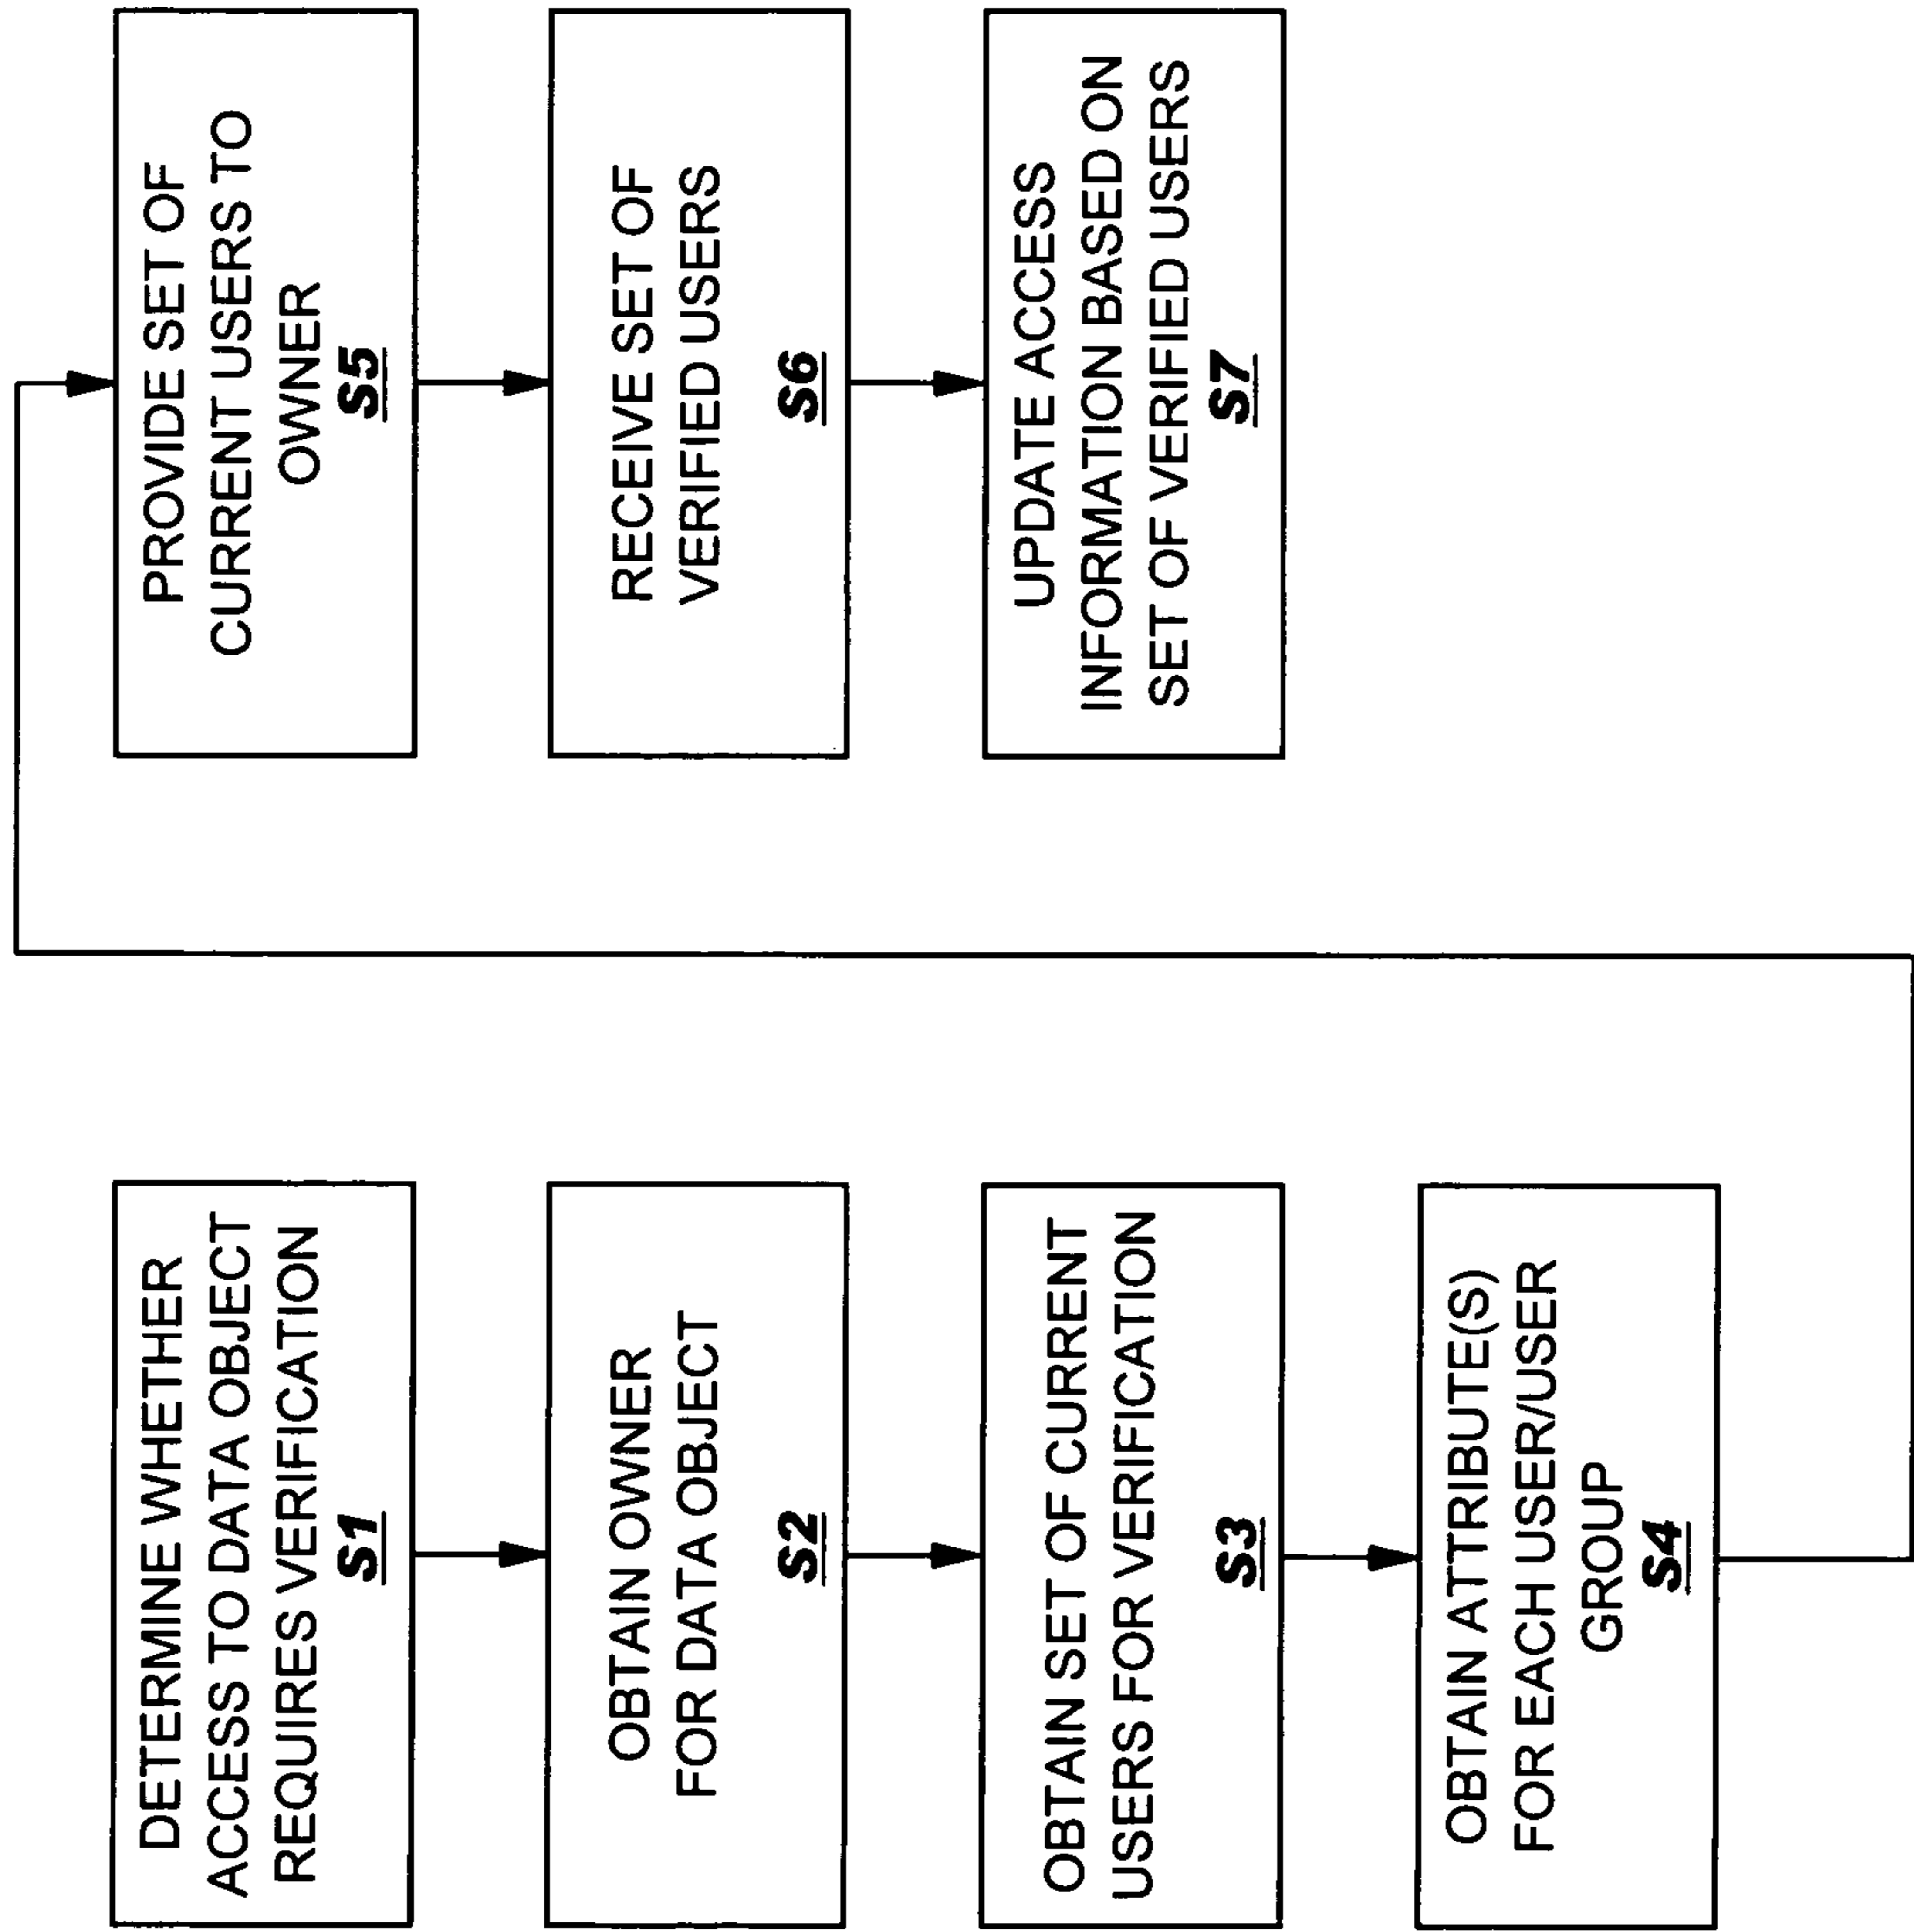 DETERMINE WHETHER
ACCESS TO DATA OBJECT
REQUIRES VERIFICATION
S1
OBTAIN OWNER
FOR DATA OBJECT
S2
OBTAIN SET OF CURRENT
USERS FOR VERIFICATION
S3
OBTAIN ATTRIBUTE(S)
FOR EACH USER/USER
GROUP
S4
PROVIDE SET OF
CURRENT USERS TO
OWNER
S5
RECEIVE SET OF
VERIFIED USERS
S6
UPDATE ACCESS
INFORMATION BASED ON
SET OF VERIFIED USERS
S7